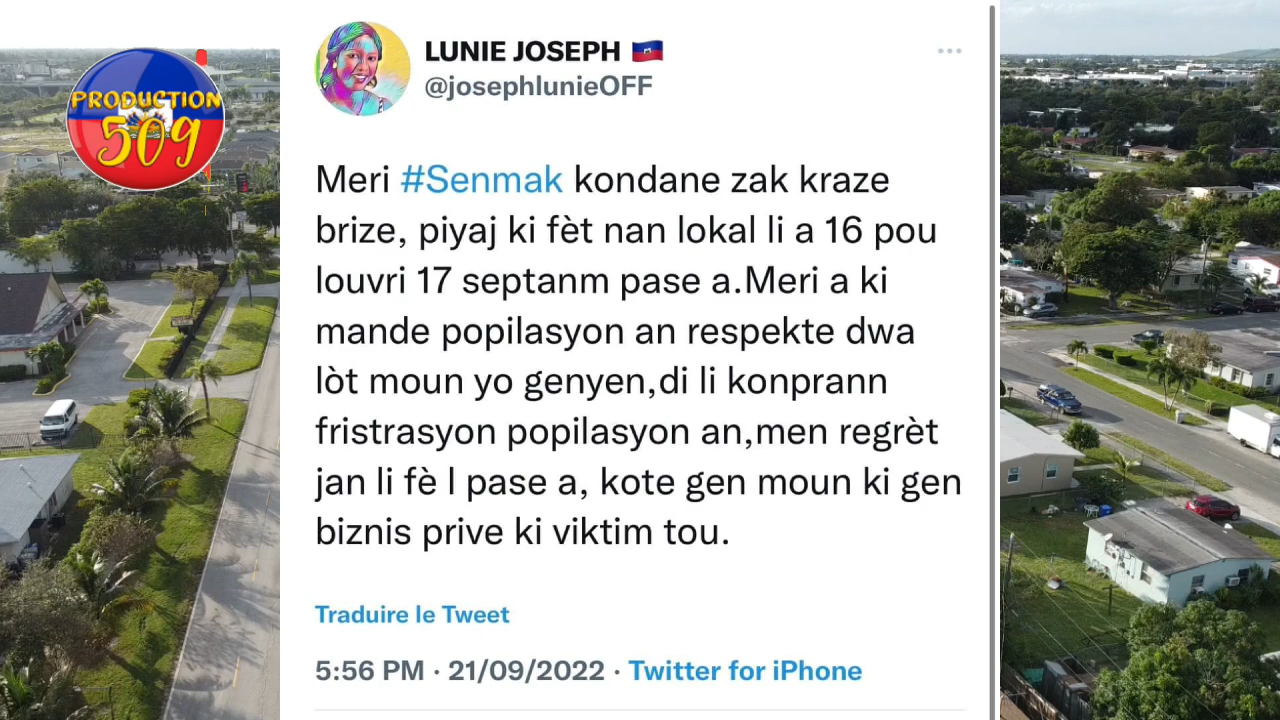 PRODUCTION
509
LUNIE JOSEPH 🇭🇹
@josephlunieOFF
Meri #Senmak kondane zak kraze
brize, piyaj ki fèt nan lokal li a 16 pou
louvri 17 septanm pase a.Meri a ki
mande popilasyon an respekte dwa
lòt moun yo genyen,di li konprann
fristrasyon popilasyon an,men regrèt
jan li fè l pase a, kote gen moun ki gen
biznis prive ki viktim tou.
Traduire le Tweet
5:56 PM · 21/09/2022 · Twitter for iPhone